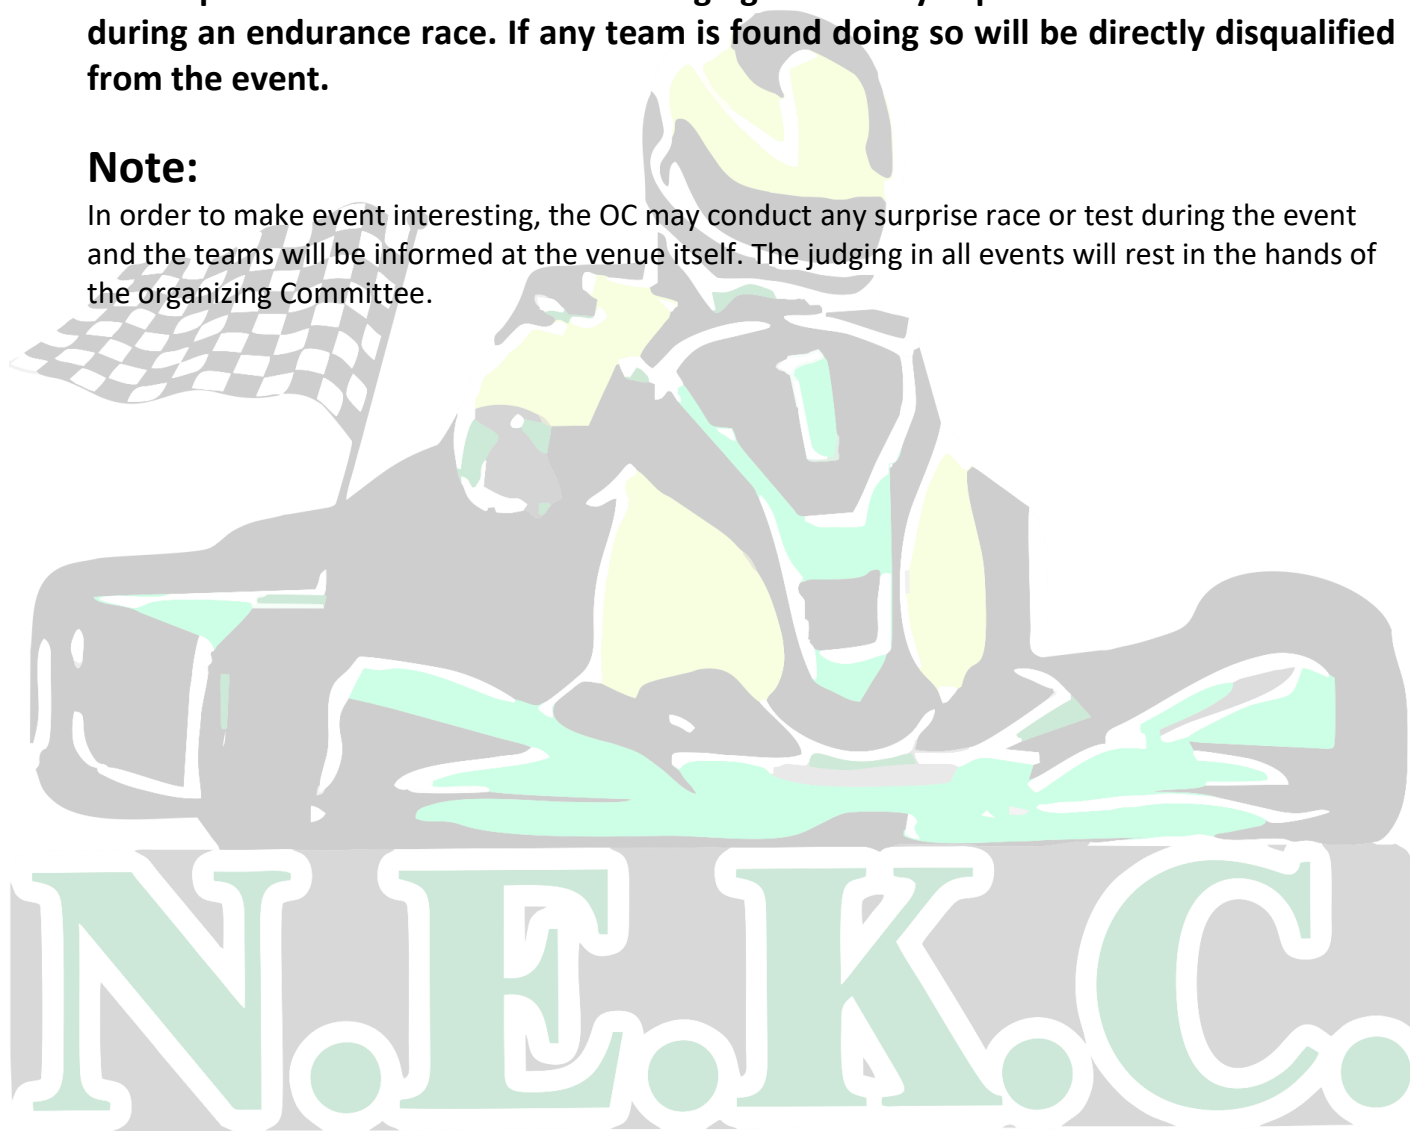 during an endurance race. If any team is found doing so will be directly disqualified
from the event.
Note:
In order to make event interesting, the OC may conduct any surprise race or test during the event
and the teams will be informed at the venue itself. The judging in all events will rest in the hands of
the organizing Committee.
N.E.K.C.